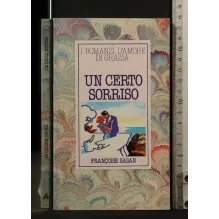 I ROMANZI D'AMORE
DI GRAZIA
UN CERTO
SORRISO
FRANÇOISE SAGAN